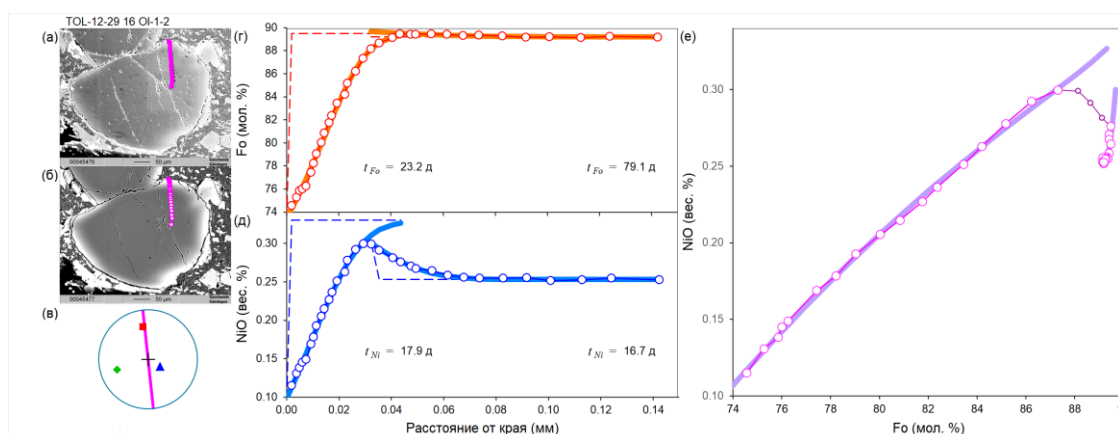 TOL-12-29 16 Ol-1-2
(а)
00045476
50 µm
(б)
00045477
50 µm
(в)
(г)
Fo (мол. %)
90
88
86
84
82
80
78
76
74
t Fo = 23.2 д
t Fo = 79.1 д
(д)
NiO (вес. %)
0.30
0.25
0.20
0.15
0.10
t Ni = 17.9 д
t Ni = 16.7 д
0.00 0.02 0.04 0.06 0.08 0.10 0.12 0.14
Расстояние от края (мм)
(е)
NiO (вес. %)
0.30
0.25
0.20
0.15
0.10
74 76 78 80 82 84 86 88
Fo (мол. %)